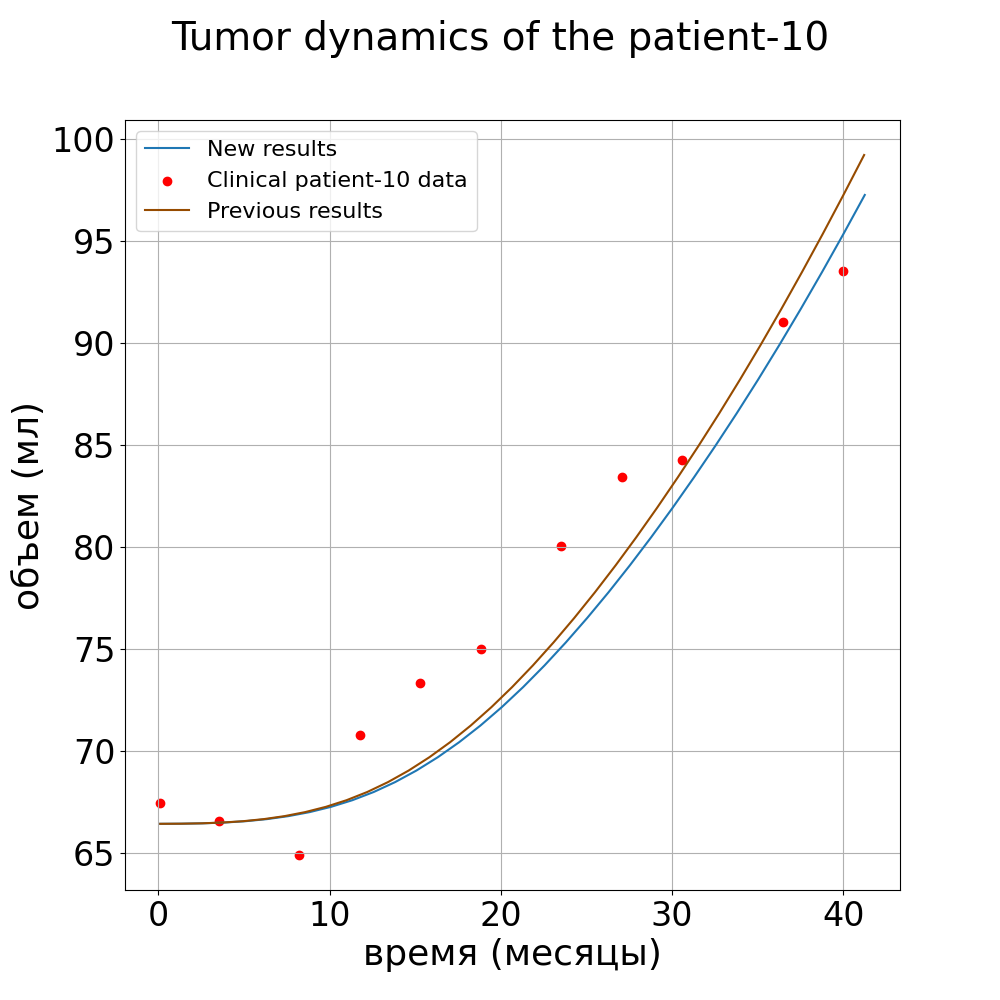 Tumor dynamics of the patient-10
New results
Clinical patient-10 data
Previous results
100
95
90
85
80
75
70
65
объем (мл)
0 10 20 30 40
время (месяцы)